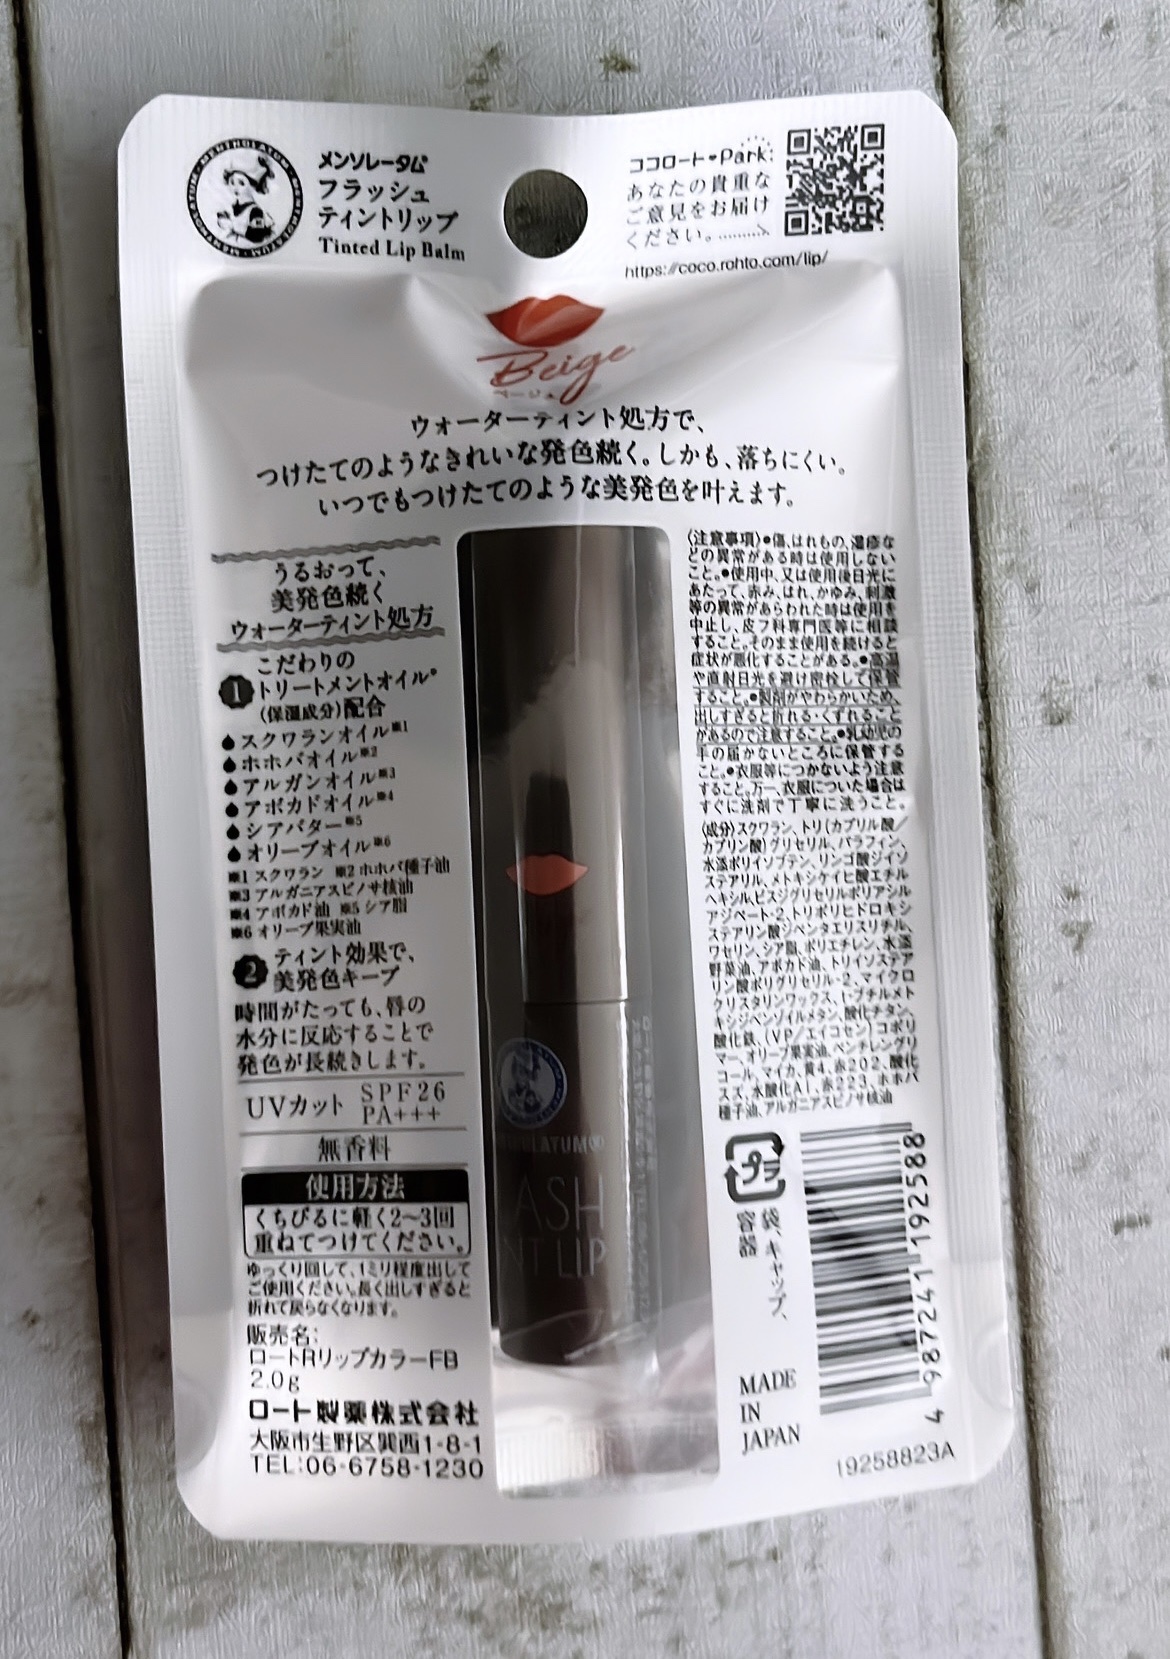 MENTHOLATUM
メンソレータム
フラッシュ
ティントリップ
Tinted Lip Balm
ココロート Park
あなたの貴重な
ご意見をお届け
ください。
https://coco.rohto.com/lip/
Beige
ベージュ
ウォーターティント処方で、
つけたてのようなきれいな発色続く。しかも、落ちにくい。
いつでもつけたてのような美発色を叶えます。
うるおって、
美発色続く
ウォーターティント処方
1 こだわりの
トリートメントオイル*
(保湿成分)配合
スクワランオイル※1
ホホバオイル※2
アルガンオイル※3
アボカドオイル※4
シアバター※5
オリーブオイル※6
※1 スクワラン ※2 ホホバ種子油
※3 アルガニアスピノサ核油
※4 アボカド油 ※5 シア脂
※6 オリーブ果実油
2 ティント効果で、
美発色キープ
時間がたっても、唇の
水分に反応することで
発色が長続きします。
UVカット SPF26
PA+++
無香料
使用方法
くちびるに軽く2〜3回
重ねてつけてください。
ゆっくり回して、1ミリ程度出して
ご使用ください。長く出しすぎると
折れて戻らなくなります。
販売名:
ロートRリップカラーFB
2.0g
ロート製薬株式会社
大阪市生野区巽西1-8-1
TEL:06-6758-1230
ASH
NT LIP
〈注意事項〉●傷、はれもの、湿疹な
どの異常がある時は使用しない
こと。●使用中、又は使用後日光に
あたって、赤み、はれ、かゆみ、刺激
等の異常があらわれた時は使用を
中止し、皮フ科専門医等に相談
すること。そのまま使用を続けると
症状が悪化することがある。●高温
や直射日光を避け密栓して保管
すること。●製剤がやわらかいため、
出しすぎると折れる・くずれること
があるので注意すること。●乳幼児の
手の届かないところに保管する
こと。●衣服等につかないよう注意
すること。万一、衣服についた場合は
すぐに洗剤で丁寧に洗うこと。
〈成分〉スクワラン、トリ(カプリル酸/
カプリン酸)グリセリル、パラフィン、
水添ポリイソブテン、リンゴ酸ジイソ
ステアリル、メトキシケイヒ酸エチル
ヘキシル、ビスジグリセリルポリアシル
アジペート-2、トリポリヒドロキシ
ステアリン酸ジペンタエリスリチル、
ワセリン、シア脂、ポリエチレン、水添
野菜油、アボカド油、トリイソステア
リン酸ポリグリセリル-2、マイクロ
クリスタリンワックス、t-ブチルメト
キシジベンゾイルメタン、酸化チタン、
酸化鉄、(VP/エイコセン)コポリ
マー、オリーブ果実油、ペンチレングリ
コール、マイカ、黄4、赤202、酸化
スズ、水酸化Al、赤223、ホホバ
種子油、アルガニアスピノサ核油
プラ
袋、キャップ、
容器
MADE
IN
JAPAN
4 987241 192588
19258823A